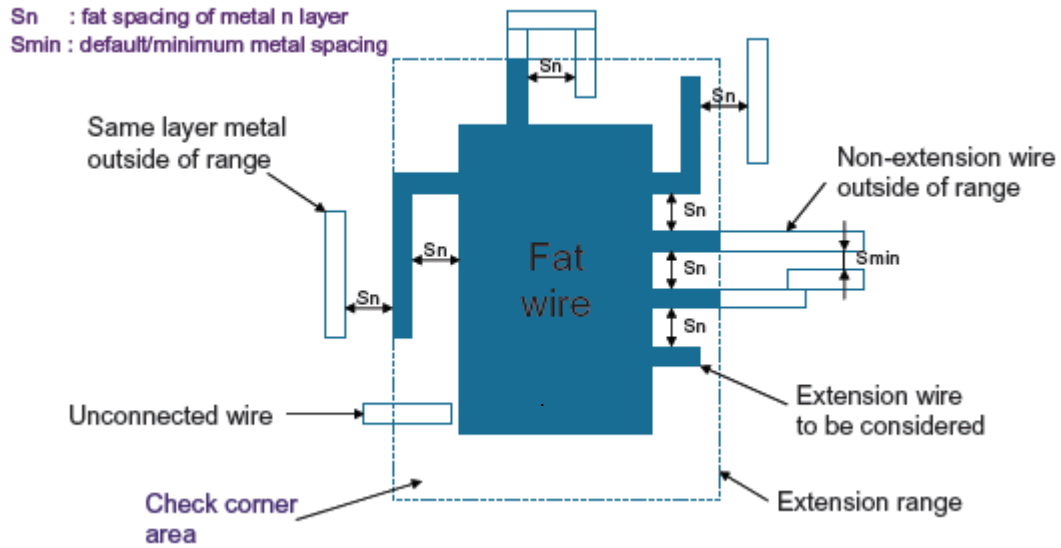 Sn : fat spacing of metal n layer
Smin : default/minimum metal spacing
Sn
Sn
Same layer metal
outside of range
Non-extension wire
outside of range
Sn
Sn
Fat
wire
Sn
Smin
Sn
Sn
Unconnected wire
Extension wire
to be considered
Check corner
area
Extension range